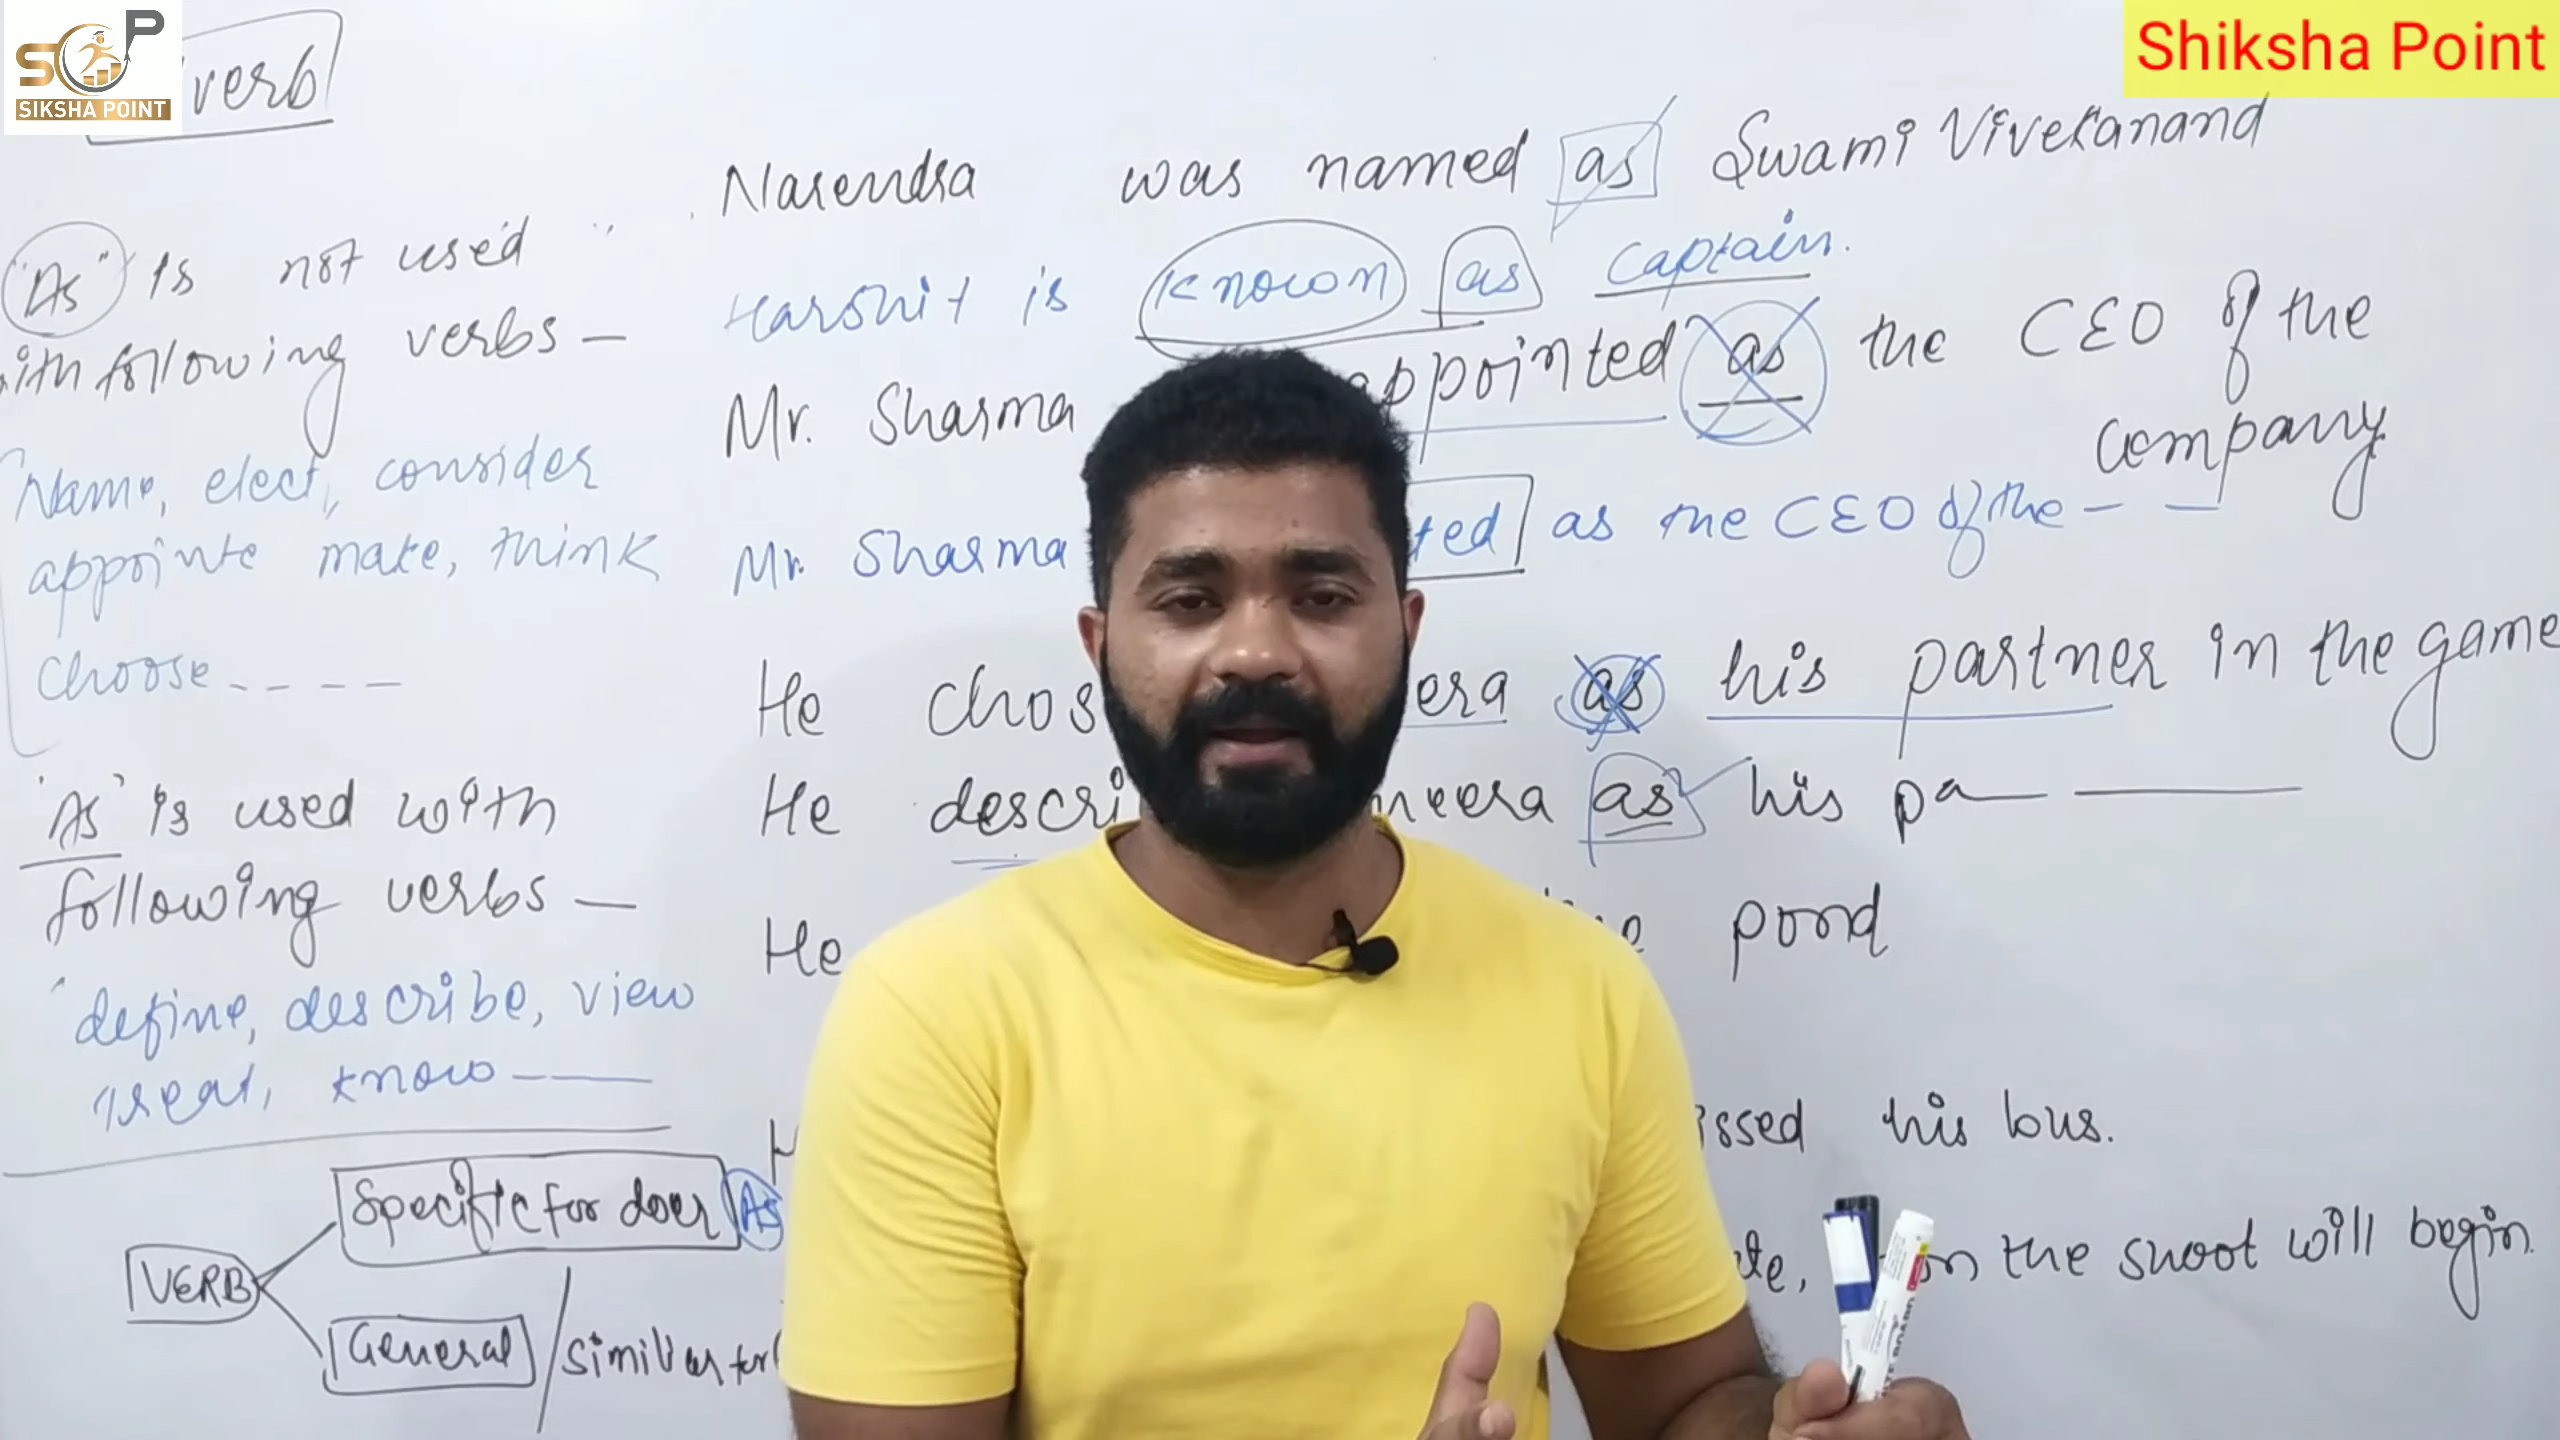 SP
SIKSHA POINT
Shiksha Point
verb
"As" is not used
with following verbs —
Name, elect, consider
appointe make, think
choose - - - -
'As' is used with
following verbs —
define, describe, view
treat, know ——
VERB
Specific for doer As
General / similar for
Narendra was named as Swami Vivekanand
Harshit is known as captain.
Mr. Sharma appointed as the CEO of the
company
Mr. Sharma ted as the CEO of the - -
He chos era as his partner in the game
He descri meera as his pa— ——
He pond
issed his bus.
te, the shoot will begin.